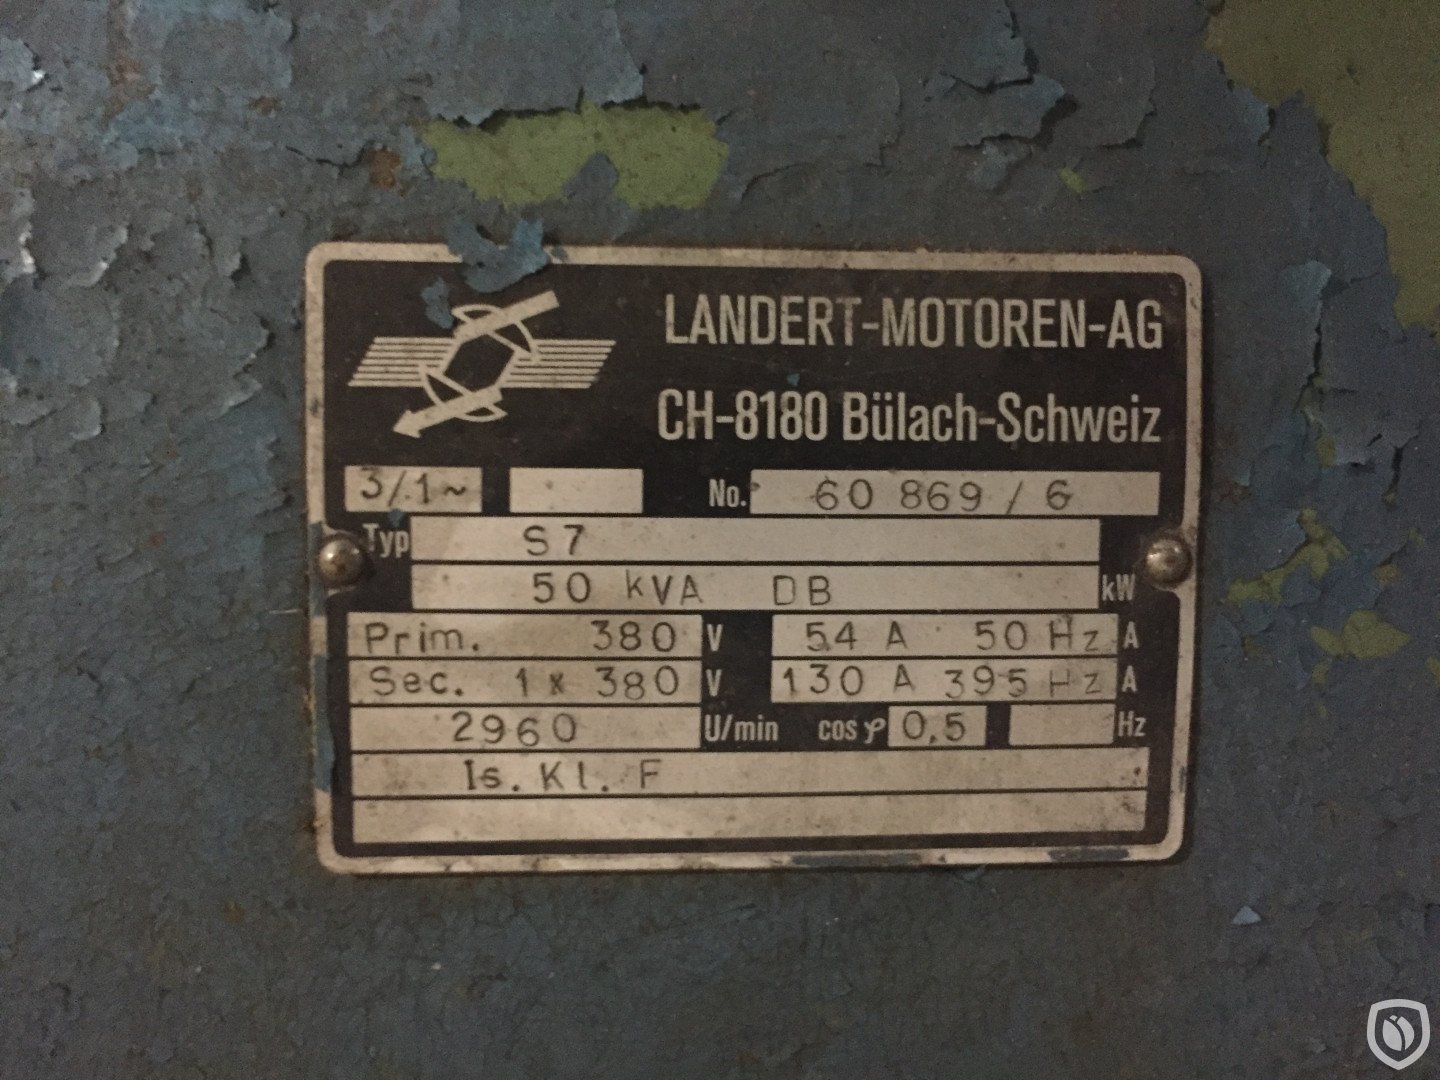 LANDERT-MOTOREN-AG
CH-8180 Bülach-Schweiz
3/1~ No. 60 869 / 6
Typ S7
50 kVA DB kW
Prim. 380 V 54 A 50 Hz A
Sec. 1 x 380 V 130 A 395 Hz A
2960 U/min cos φ 0,5 Hz
Is. Kl. F